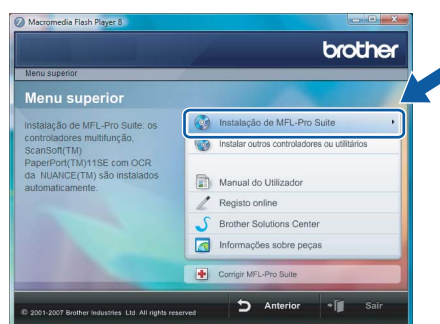 Macromedia Flash Player 8
brother
Menu superior
Menu superior
Instalação de MFL-Pro Suite: os
controladores multifunção,
ScanSoft(TM)
PaperPort(TM)11SE com OCR
da NUANCE(TM) são instalados
automaticamente.
Instalação de MFL-Pro Suite
Instalar outros controladores ou utilitários
Manual do Utilizador
Registo online
Brother Solutions Center
Informações sobre peças
Corrigir MFL-Pro Suite
© 2001-2007 Brother Industries Ltd. All rights reserved
Anterior
Sair